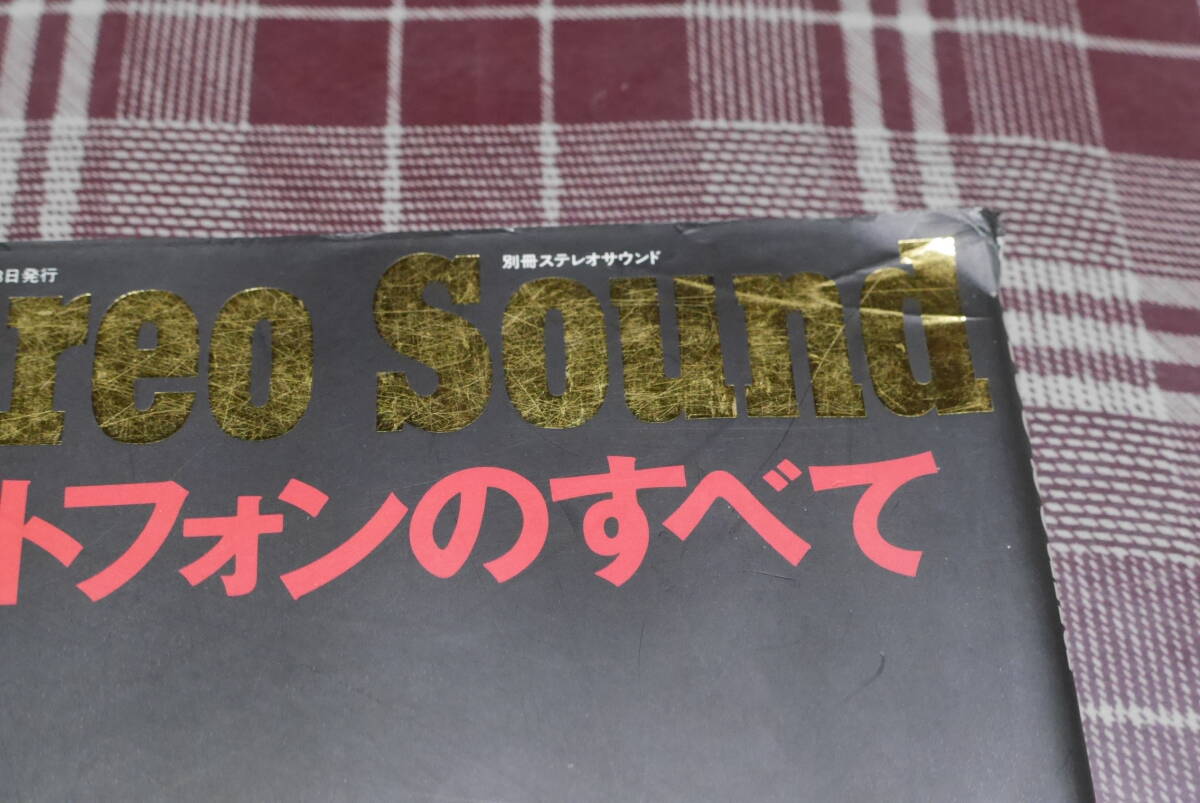 8日発行
別冊ステレオサウンド
reo Sound
トフォンのすべて